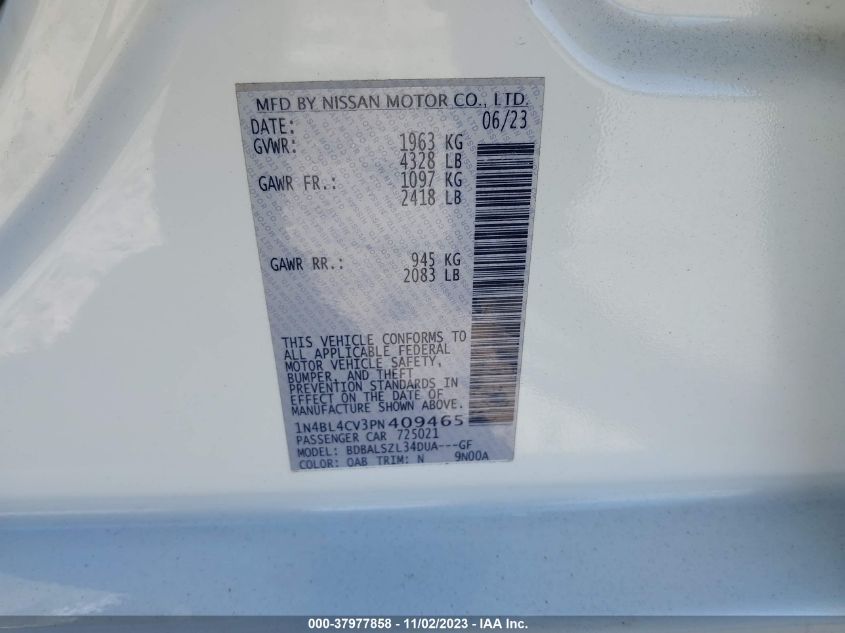 MFD BY NISSAN MOTOR CO., LTD.
DATE: 06/23
GVWR: 1963 KG
4328 LB
GAWR FR.: 1097 KG
2418 LB
GAWR RR.: 945 KG
2083 LB
THIS VEHICLE CONFORMS TO
ALL APPLICABLE FEDERAL
MOTOR VEHICLE SAFETY,
BUMPER, AND THEFT
PREVENTION STANDARDS IN
EFFECT ON THE DATE OF
MANUFACTURE SHOWN ABOVE.
1N4BL4CV3PN409465
PASSENGER CAR 725021
MODEL: BDBALSZL34DUA---GF
COLOR: QAB TRIM: N 9N00A
000-37977858 - 11/02/2023 - IAA Inc.